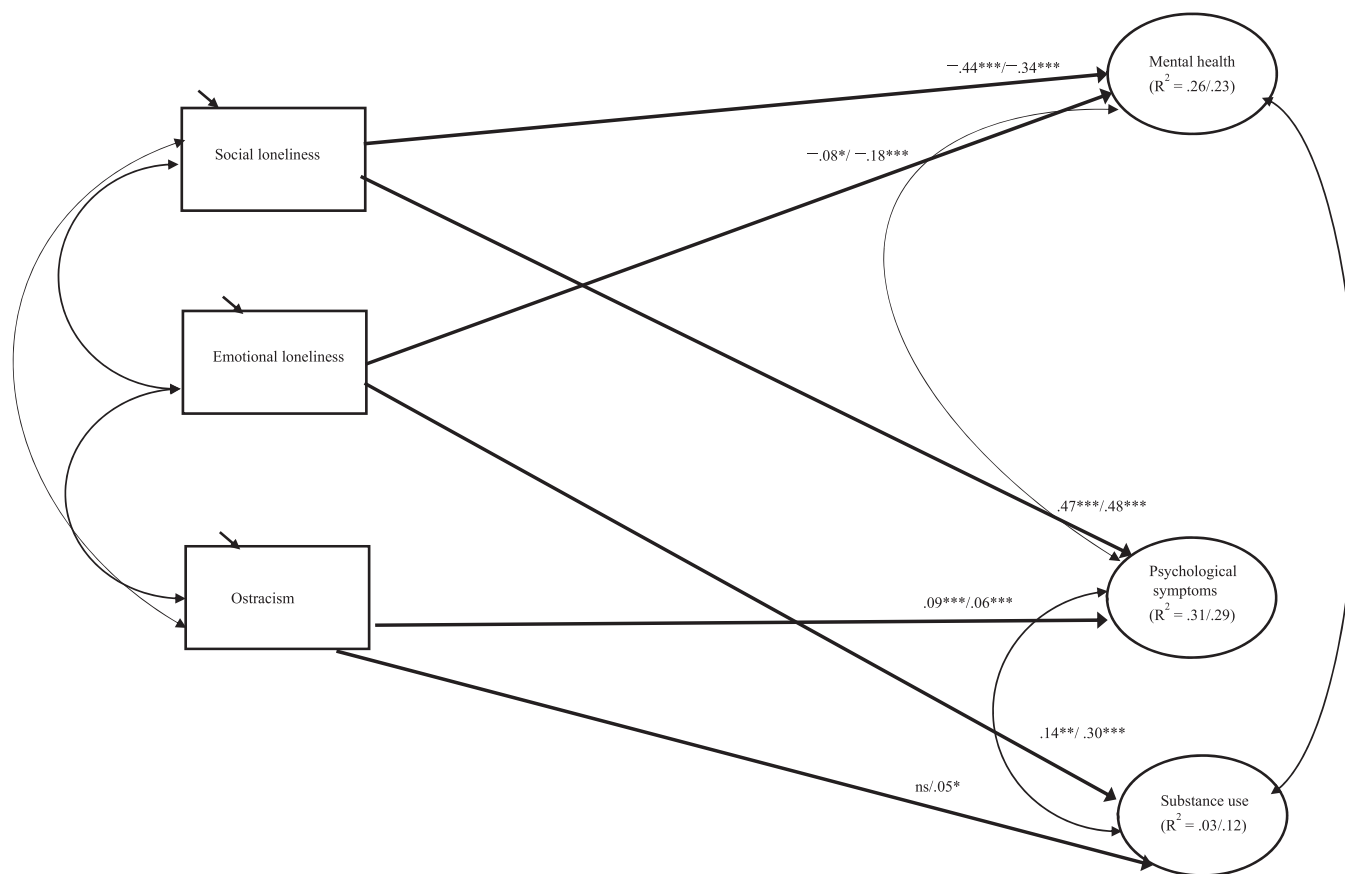 Mental health
(R² = .26/.23)
−.44***/−.34***
Social loneliness
−.08*/ −.18***
Emotional loneliness
.47***/.48***
Psychological
symptoms
(R² = .31/.29)
Ostracism
.09***/.06***
.14**/ .30***
ns/.05*
Substance use
(R² = .03/.12)